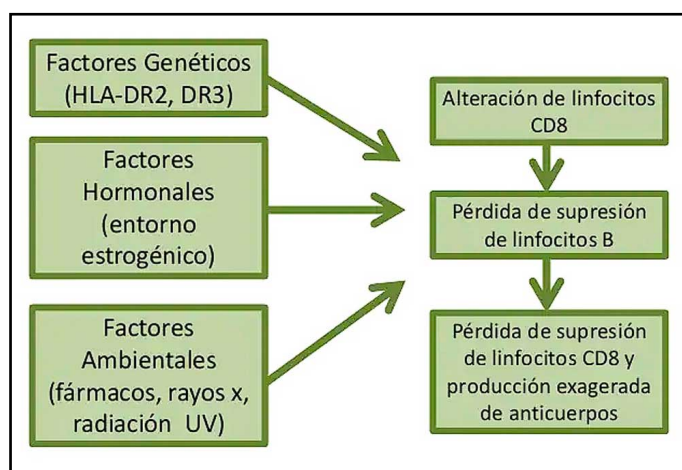 Factores Genéticos
(HLA-DR2, DR3)
Factores
Hormonales
(entorno
estrogénico)
Factores
Ambientales
(fármacos, rayos x,
radiación UV)
Alteración de linfocitos
CD8
Pérdida de supresión
de linfocitos B
Pérdida de supresión
de linfocitos CD8 y
producción exagerada
de anticuerpos